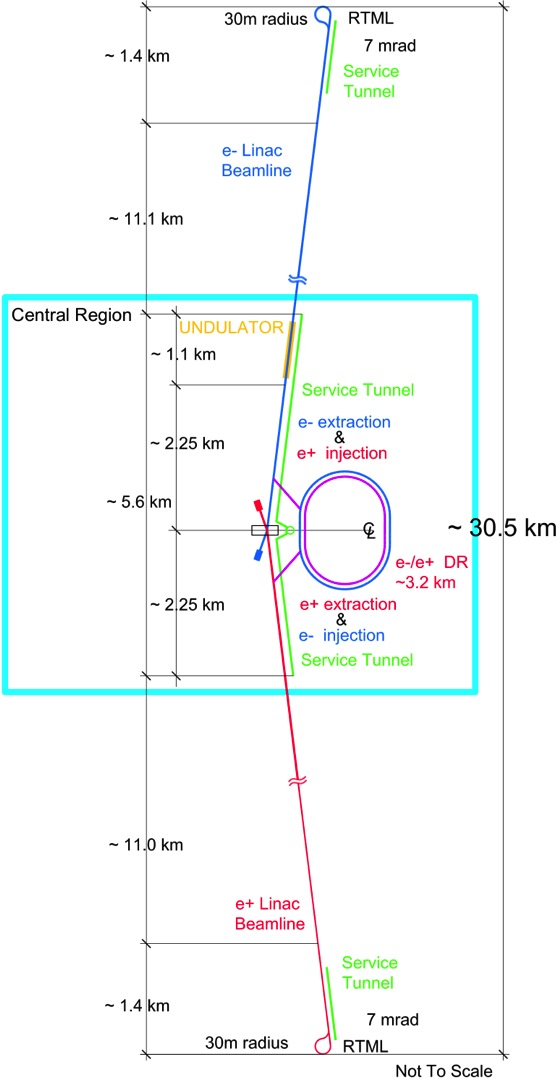 30m radius
RTML
~ 1.4 km
7 mrad
Service
Tunnel
e- Linac
Beamline
~ 11.1 km
Central Region
UNDULATOR
~ 1.1 km
Service Tunnel
e- extraction
&
e+ injection
~ 2.25 km
~ 5.6 km
℄
~ 30.5 km
e-/e+ DR
~3.2 km
~ 2.25 km
e+ extraction
&
e- injection
Service Tunnel
~ 11.0 km
e+ Linac
Beamline
Service
Tunnel
~ 1.4 km
7 mrad
30m radius
RTML
Not To Scale